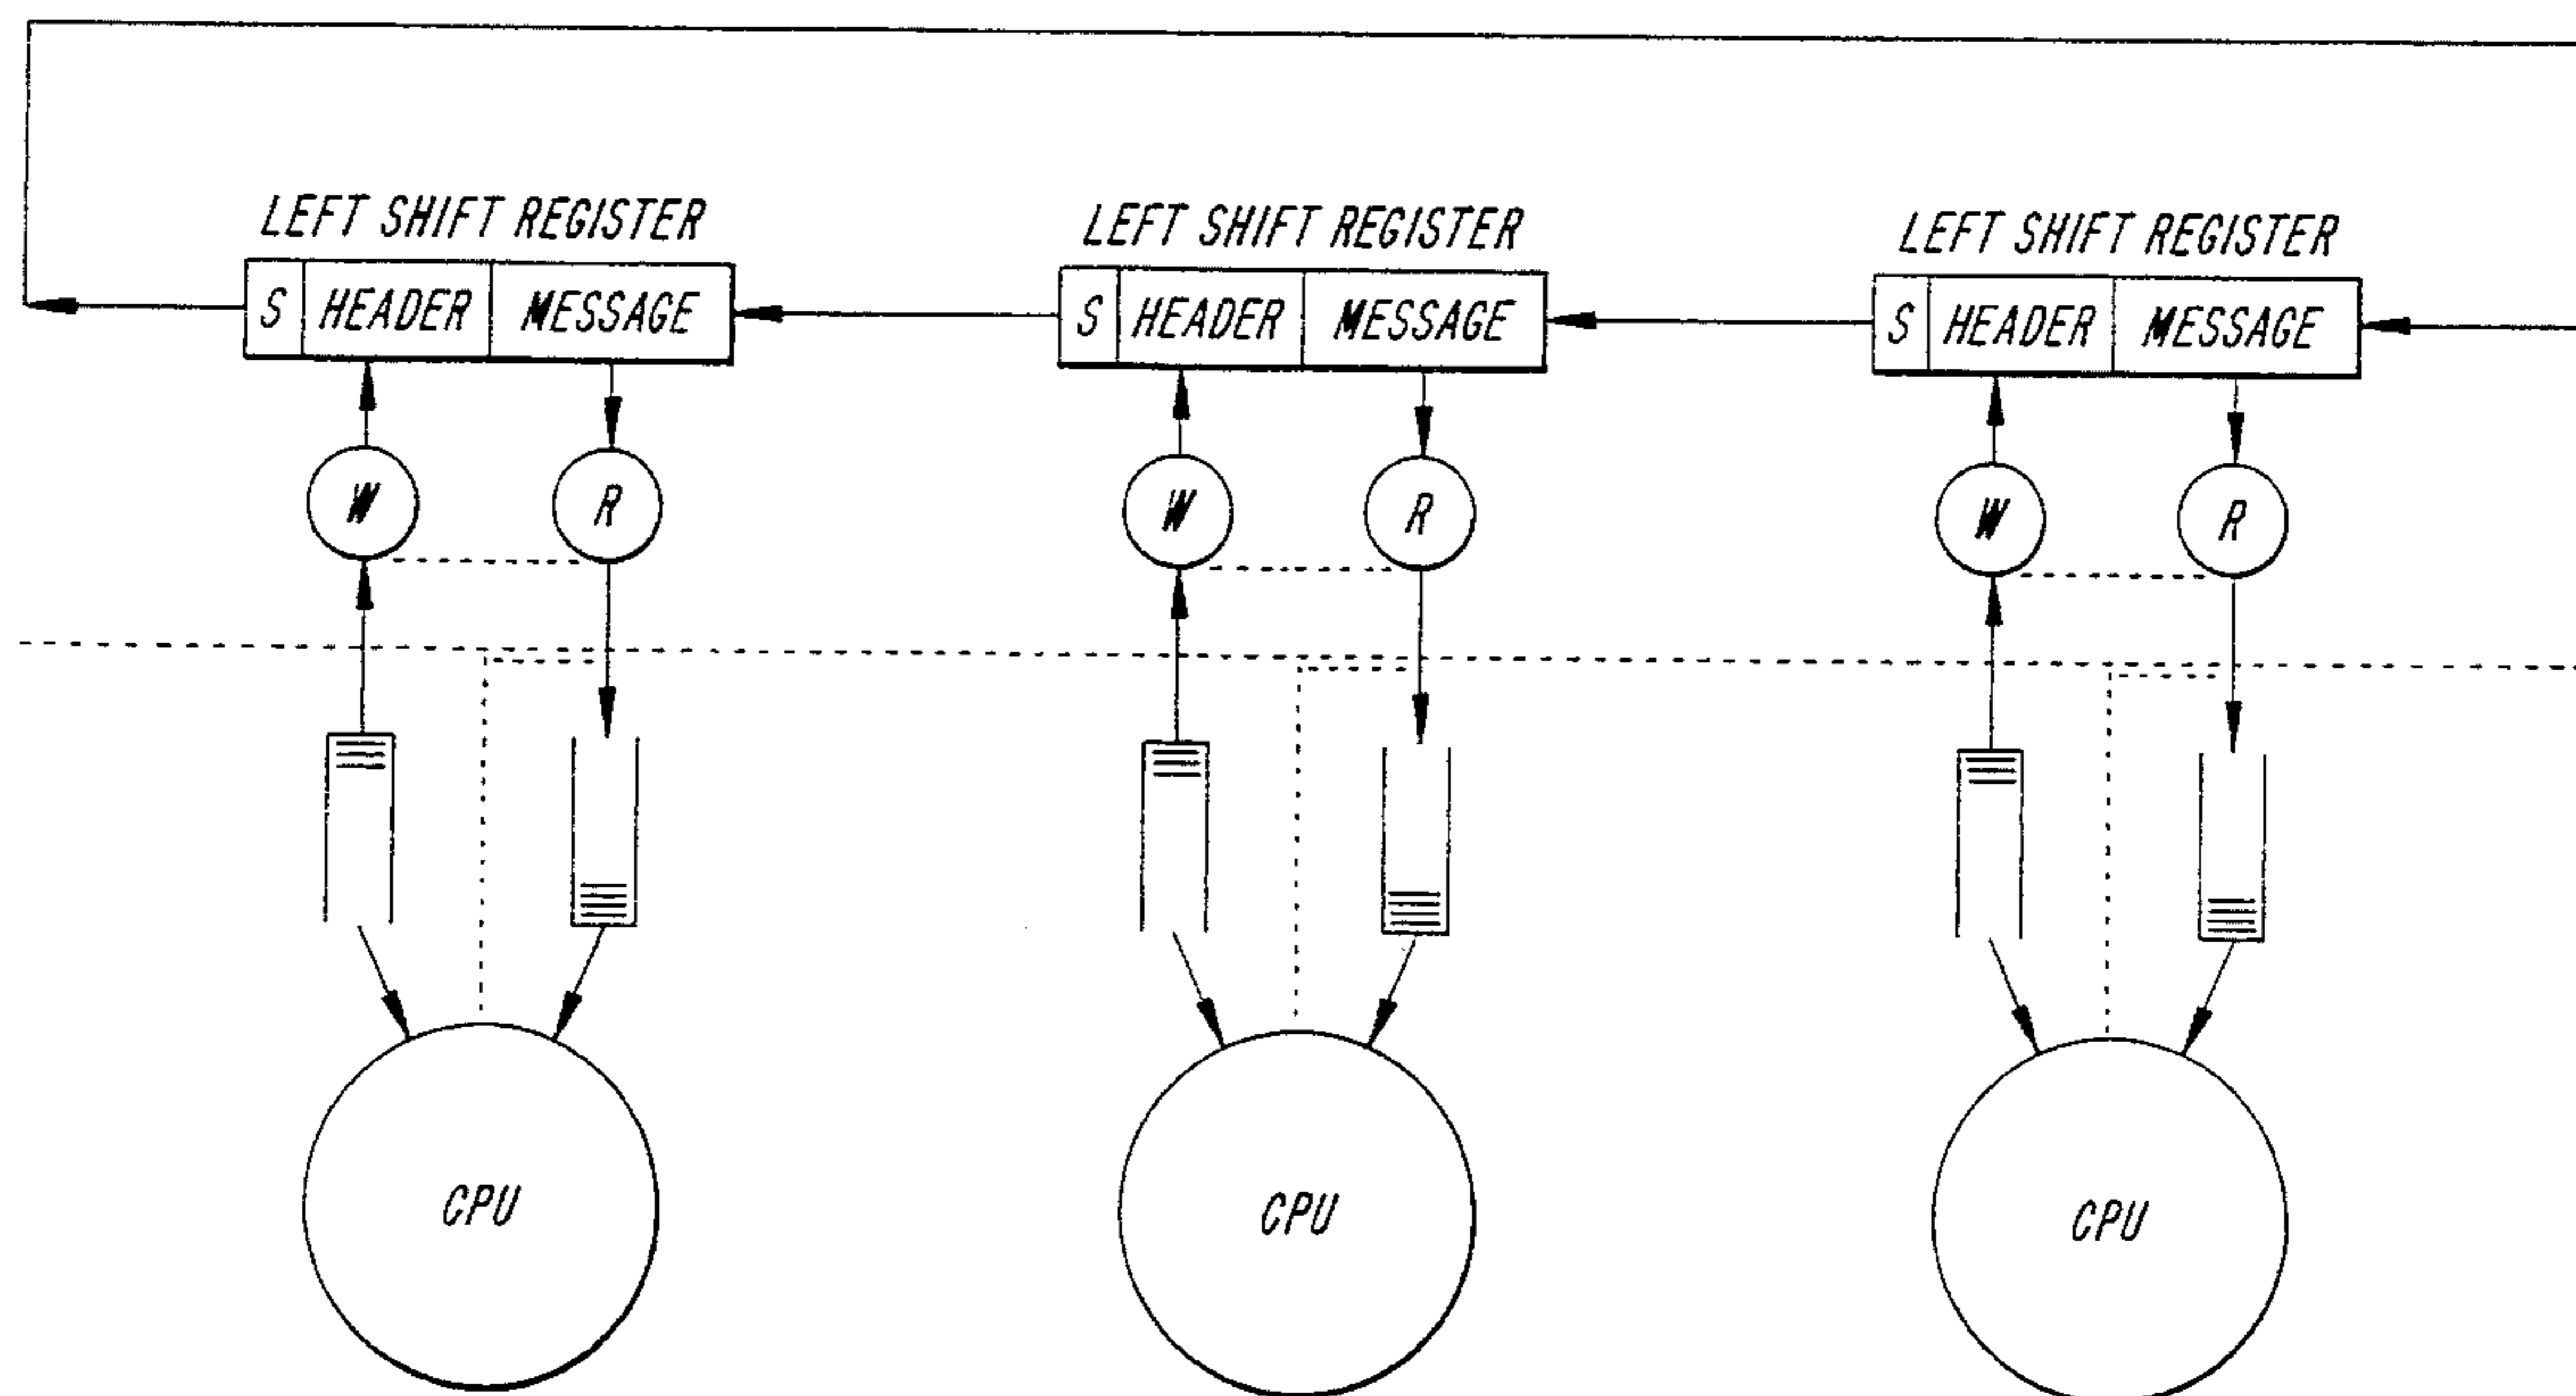 LEFT SHIFT REGISTER
LEFT SHIFT REGISTER
LEFT SHIFT REGISTER
S HEADER MESSAGE
S HEADER MESSAGE
S HEADER MESSAGE
W R
W R
W R
CPU
CPU
CPU